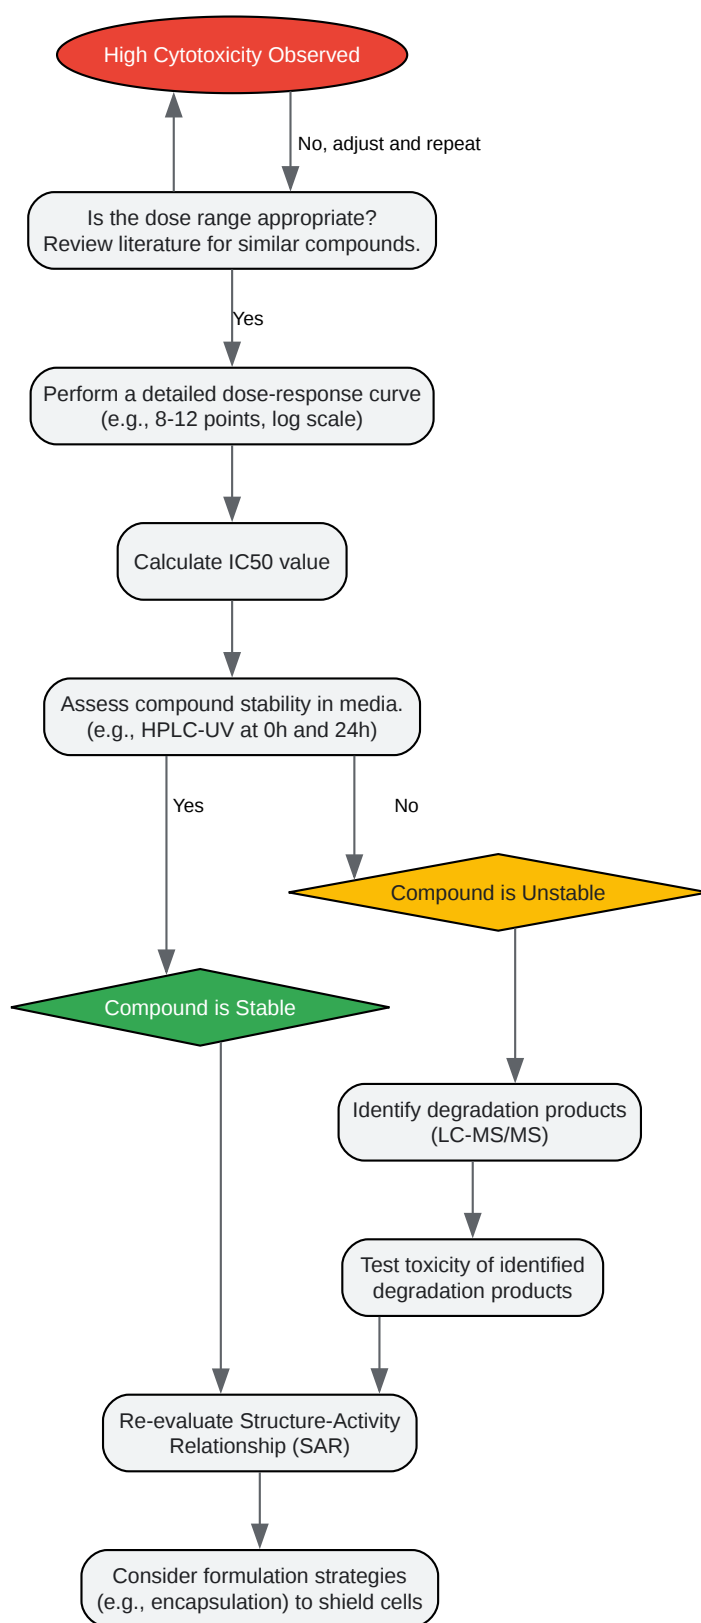 High Cytotoxicity Observed
No, adjust and repeat
Is the dose range appropriate?
Review literature for similar compounds.
Yes
Perform a detailed dose-response curve
(e.g., 8-12 points, log scale)
Calculate IC50 value
Assess compound stability in media.
(e.g., HPLC-UV at 0h and 24h)
Yes
No
Compound is Unstable
Compound is Stable
Identify degradation products
(LC-MS/MS)
Test toxicity of identified
degradation products
Re-evaluate Structure-Activity
Relationship (SAR)
Consider formulation strategies
(e.g., encapsulation) to shield cells